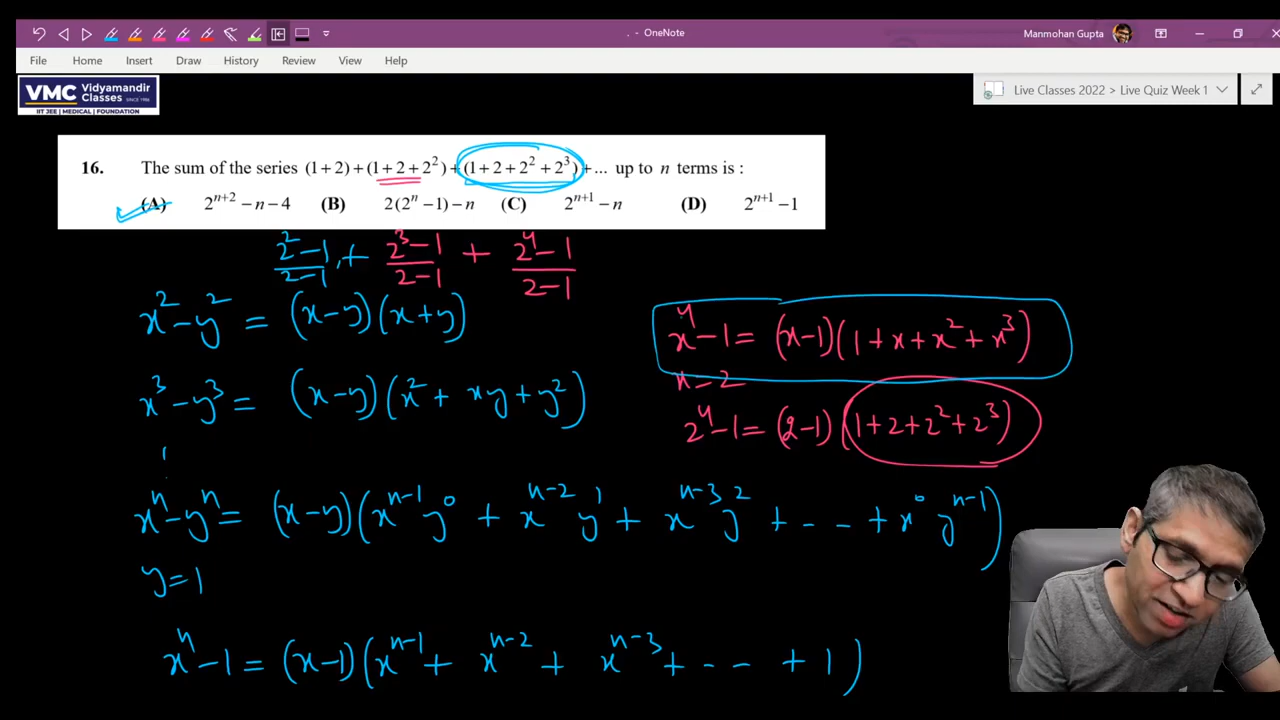 . - OneNote
Manmohan Gupta
File Home Insert Draw History Review View Help
VMC Vidyamandir Classes SINCE 1986
IIT JEE | MEDICAL | FOUNDATION
Live Classes 2022 > Live Quiz Week 1
16. The sum of the series (1+2)+(1+2+2²)+(1+2+2²+2³)+... up to n terms is :
(A) 2ⁿ⁺²−n−4 (B) 2(2ⁿ−1)−n (C) 2ⁿ⁺¹−n (D) 2ⁿ⁺¹−1
(2²−1)/(2−1) + (2³−1)/(2−1) + (2⁴−1)/(2−1)
x²−y² = (x−y)(x+y)
x⁴−1 = (x−1)(1+x+x²+x³)
x=2
x³−y³ = (x−y)(x²+xy+y²)
2⁴−1 = (2−1)(1+2+2²+2³)
xⁿ−yⁿ = (x−y)(xⁿ⁻¹y⁰ + xⁿ⁻²y¹ + xⁿ⁻³y² + - - - + x⁰yⁿ⁻¹)
y=1
xⁿ−1 = (x−1)(xⁿ⁻¹ + xⁿ⁻² + xⁿ⁻³ + - - - + 1)